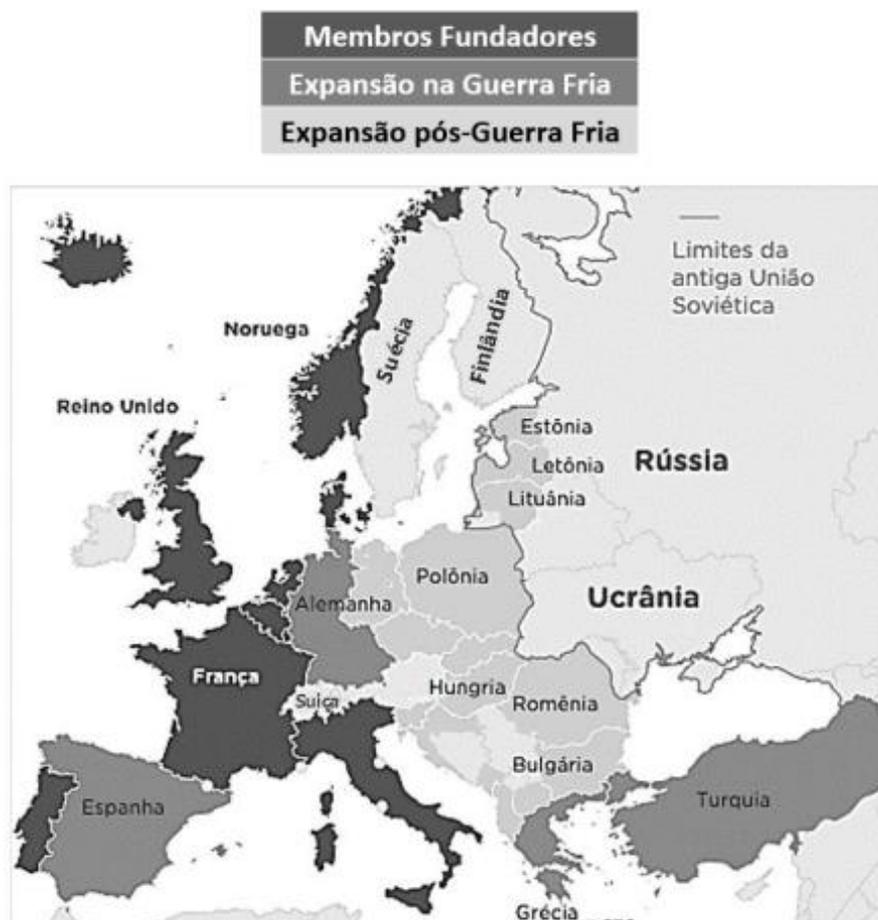 Membros Fundadores
Expansão na Guerra Fria
Expansão pós-Guerra Fria
Limites da
antiga União
Soviética
Noruega
Suécia
Finlândia
Reino Unido
Estônia
Letônia
Rússia
Lituânia
Polônia
Ucrânia
Alemanha
França
Suiça
Hungria
Romênia
Bulgária
Espanha
Turquia
Grécia